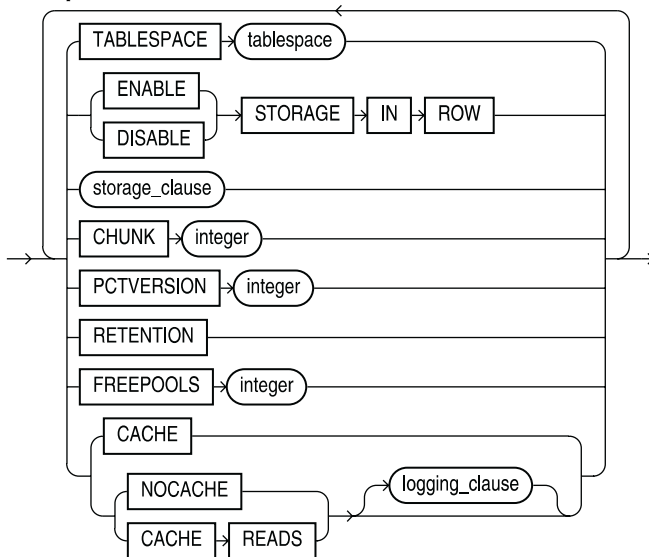 TABLESPACE tablespace
ENABLE
DISABLE
STORAGE IN ROW
storage_clause
CHUNK integer
PCTVERSION integer
RETENTION
FREEPOOLS integer
CACHE
NOCACHE
CACHE READS
logging_clause